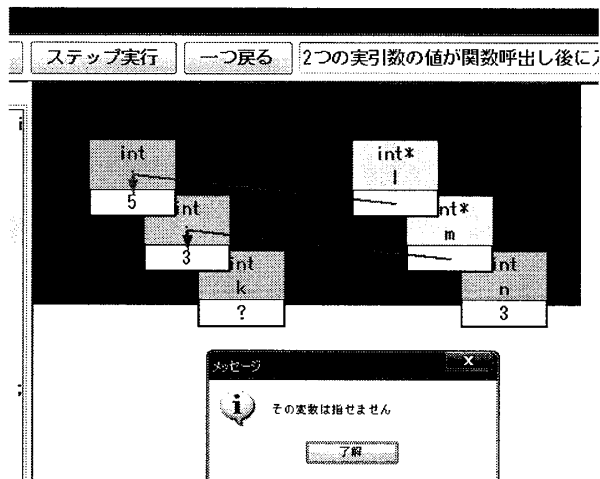 ステップ実行
一つ戻る
2つの実引数の値が関数呼出し後に
i
int
5
int
3
int
k
?
int*
l
int*
m
int
n
3
;
メッセージ
X
i
その変数は指せません
了解